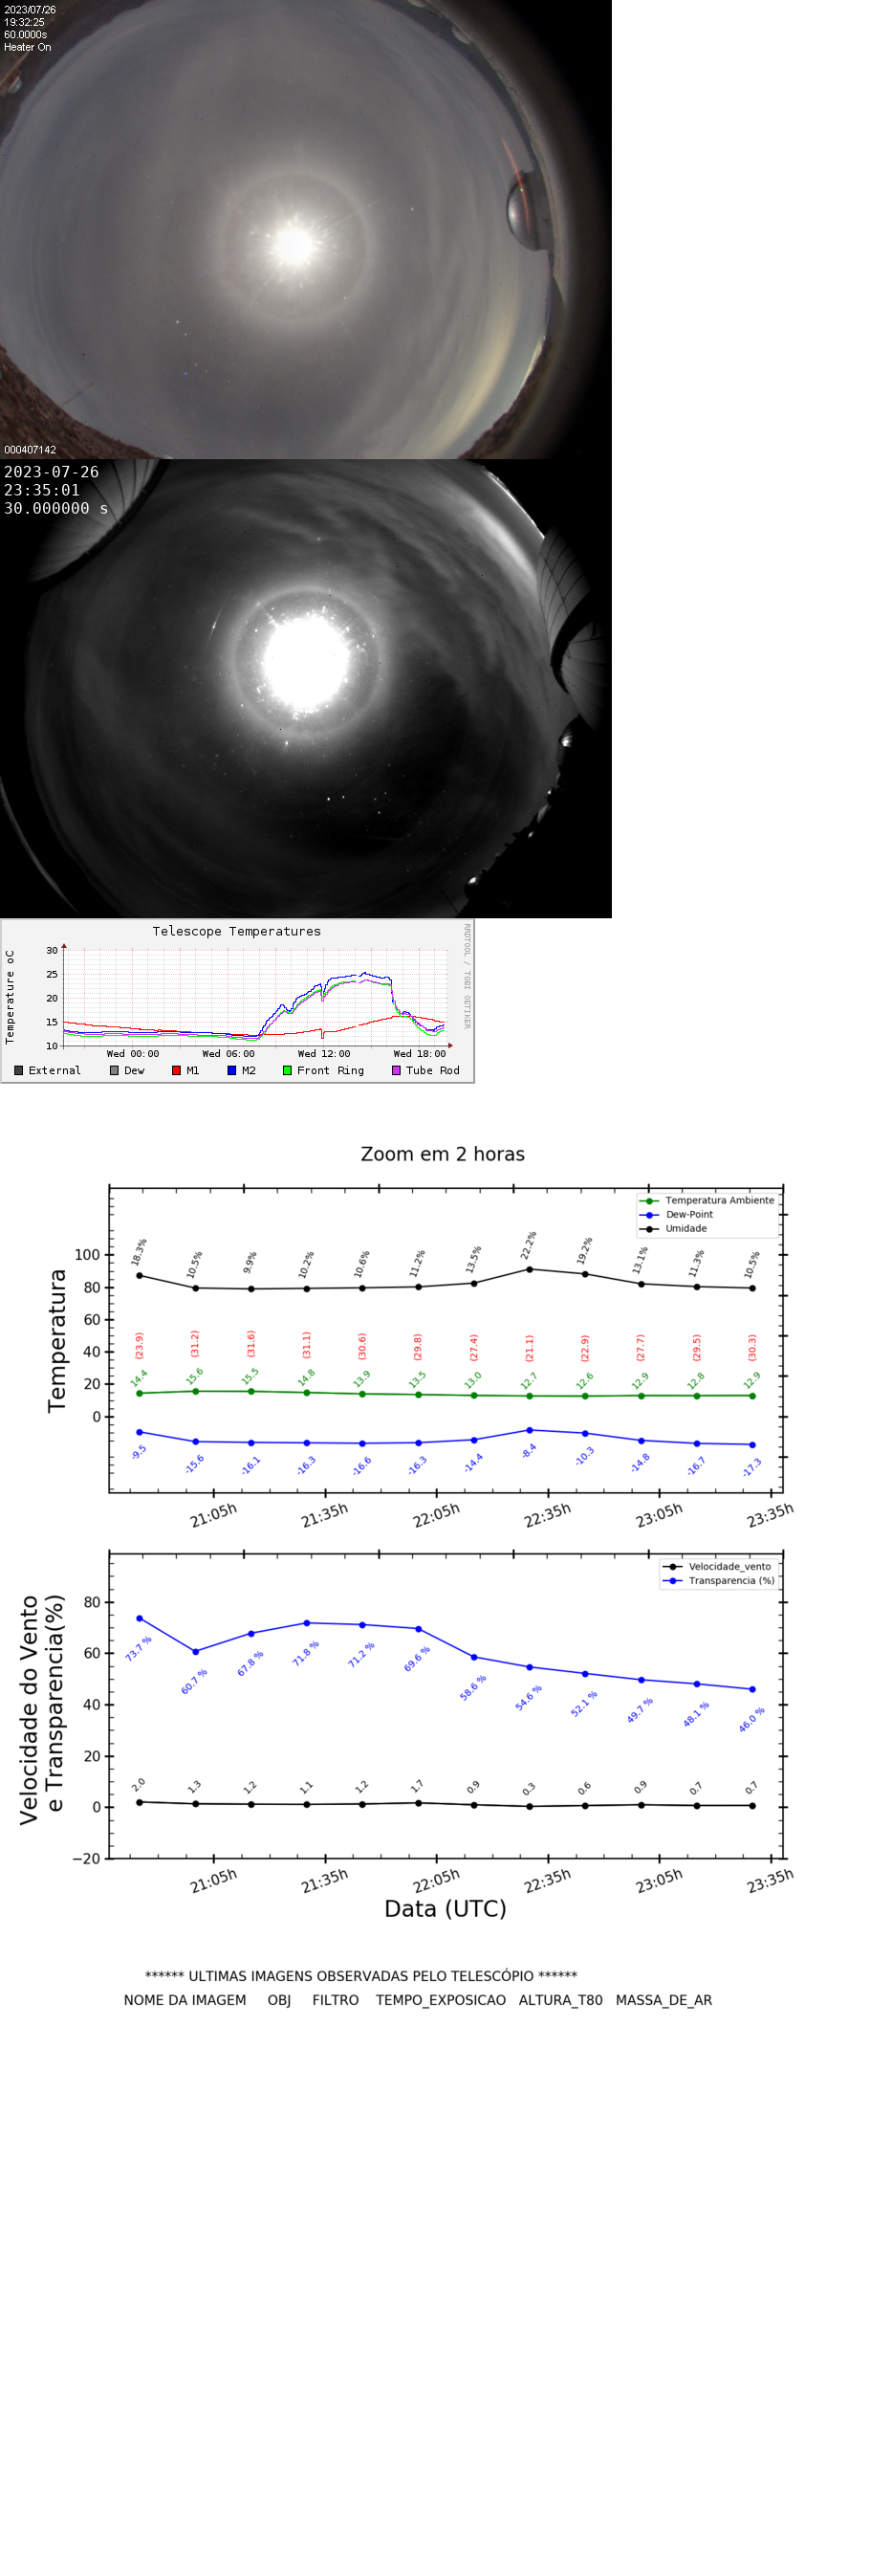 2023/07/26
19:32:25
60.0000s
Heater On
000407142
2023-07-26
23:35:01
30.000000 s
Telescope Temperatures
RRDTOOL / TOBI OETIKER
Temperature oC
30
25
20
15
10
Wed 00:00 Wed 06:00 Wed 12:00 Wed 18:00
External Dew M1 M2 Front Ring Tube Rod
Zoom em 2 horas
Temperatura Ambiente
Dew-Point
Umidade
Temperatura
100
80
60
40
20
0
18.3% 10.5% 9.9% 10.2% 10.6% 11.2% 13.5% 22.2% 19.2% 13.1% 11.3% 10.5%
(23.9) (31.2) (31.6) (31.1) (30.6) (29.8) (27.4) (21.1) (22.9) (27.7) (29.5) (30.3)
14.4 15.6 15.5 14.8 13.9 13.5 13.0 12.7 12.6 12.9 12.8 12.9
-9.5 -15.6 -16.1 -16.3 -16.6 -16.3 -14.4 -8.4 -10.3 -14.8 -16.7 -17.3
21:05h 21:35h 22:05h 22:35h 23:05h 23:35h
Velocidade_vento
Transparencia (%)
Velocidade do Vento
e Transparencia(%)
80
60
40
20
0
−20
73.7 % 60.7 % 67.8 % 71.8 % 71.2 % 69.6 % 58.6 % 54.6 % 52.1 % 49.7 % 48.1 % 46.0 %
2.0 1.3 1.2 1.1 1.2 1.7 0.9 0.3 0.6 0.9 0.7 0.7
21:05h 21:35h 22:05h 22:35h 23:05h 23:35h
Data (UTC)
****** ULTIMAS IMAGENS OBSERVADAS PELO TELESCÓPIO ******
NOME DA IMAGEM OBJ FILTRO TEMPO_EXPOSICAO ALTURA_T80 MASSA_DE_AR